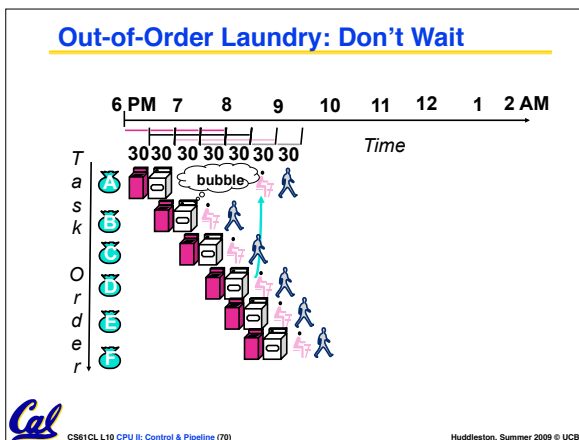 Out-of-Order Laundry: Don't Wait
6 PM 7 8 9 10 11 12 1 2 AM
Time
30 30 30 30 30 30 30
Task Order
bubble
A
B
C
D
E
F
Cal
CS61CL L10 CPU II: Control & Pipeline (70)
Huddleston, Summer 2009 © UCB